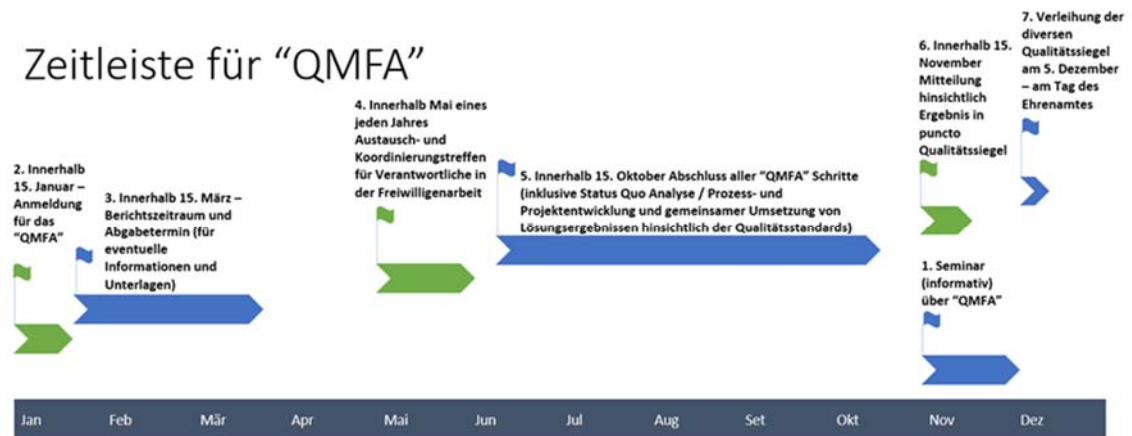 Zeitleiste für “QMFA”
2. Innerhalb
15. Januar –
Anmeldung
für das
“QMFA”
3. Innerhalb 15. März –
Berichtszeitraum und
Abgabetermin (für
eventuelle
Informationen und
Unterlagen)
4. Innerhalb Mai eines
jeden Jahres
Austausch- und
Koordinierungstreffen
für Verantwortliche in
der Freiwilligenarbeit
5. Innerhalb 15. Oktober Abschluss aller “QMFA” Schritte
(inklusive Status Quo Analyse / Prozess- und
Projektentwicklung und gemeinsamer Umsetzung von
Lösungsergebnissen hinsichtlich der Qualitätsstandards)
6. Innerhalb 15.
November
Mitteilung
hinsichtlich
Ergebnis in
puncto
Qualitätssiegel
7. Verleihung der
diversen
Qualitätssiegel
am 5. Dezember
– am Tag des
Ehrenamtes
1. Seminar
(informativ)
über “QMFA”
Jan Feb Mär Apr Mai Jun Jul Aug Set Okt Nov Dez